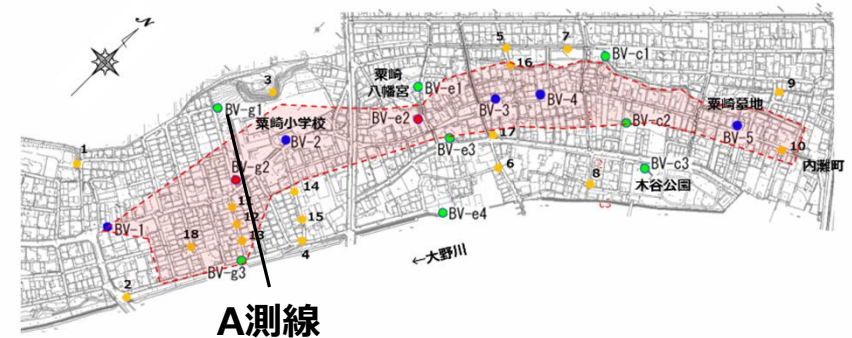 N
5
7
BV-c1
16
粟崎
八幡宮
BV-e1
3
BV-g1
粟崎小学校
BV-e2
BV-3
BV-4
9
粟崎墓地
1
BV-2
17
BV-c2
BV-5
BV-e3
10
BV-g2
6
BV-c3
内灘町
14
8
木谷公園
11
BV-1
12
15
BV-e4
18
13
4
BV-g3
←大野川
2
A測線